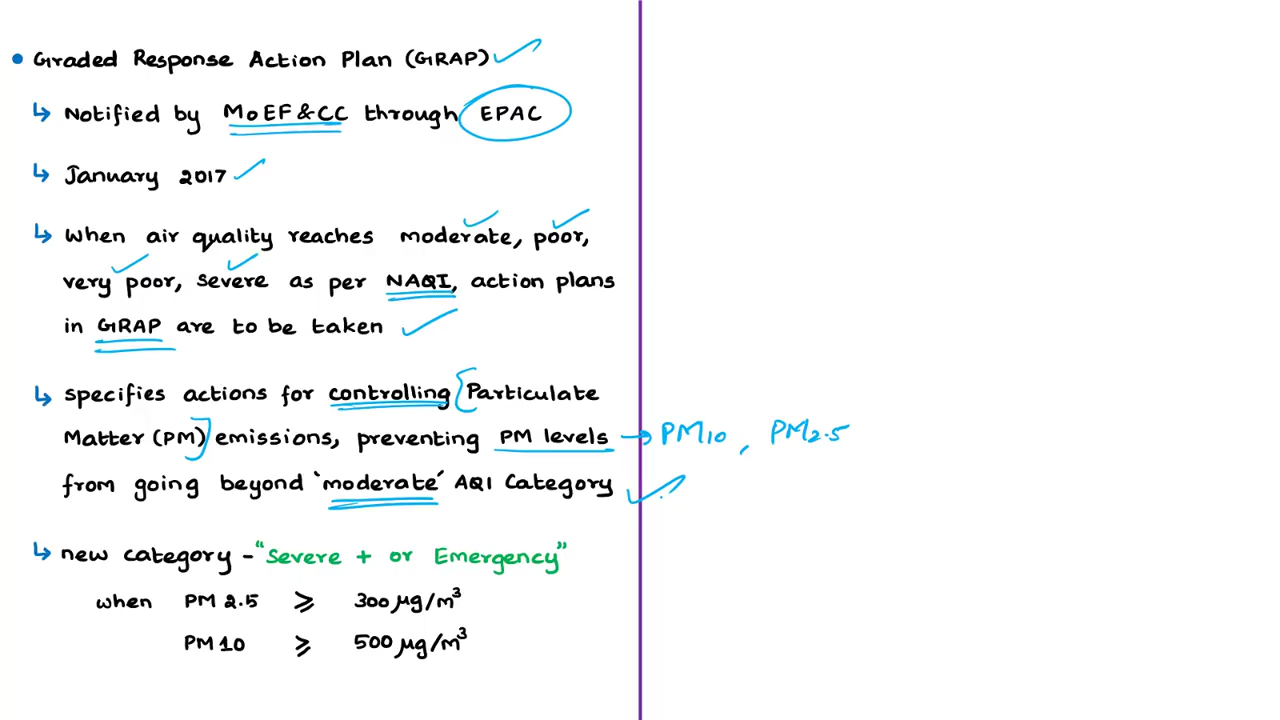 • Graded Response Action Plan (GRAP)
↳ Notified by MoEF&CC through EPAC
↳ January 2017
↳ When air quality reaches moderate, poor,
very poor, severe as per NAQI, action plans
in GRAP are to be taken
↳ specifies actions for controlling [Particulate
Matter (PM)] emissions, preventing PM levels → PM10, PM2.5
from going beyond 'moderate' AQI Category
↳ new category - "Severe + or Emergency"
when PM 2.5 ⩾ 300 µg/m³
PM 10 ⩾ 500 µg/m³